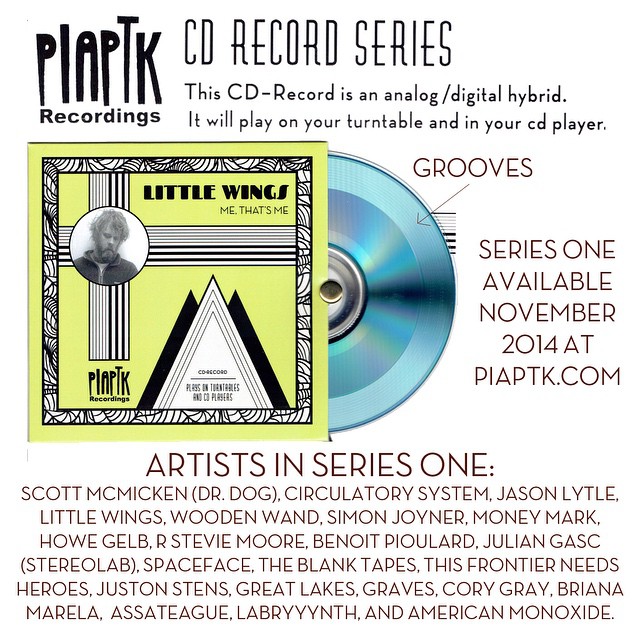 PIAPTK
Recordings
CD RECORD SERIES
This CD-Record is an analog/digital hybrid.
It will play on your turntable and in your cd player.
LITTLE WINGS
ME, THAT'S ME
CD-RECORD
PLAYS ON TURNTABLES
AND CD PLAYERS
PIAPTK
Recordings
GROOVES
SERIES ONE
AVAILABLE
NOVEMBER
2014 AT
PIAPTK.COM
ARTISTS IN SERIES ONE:
SCOTT MCMICKEN (DR. DOG), CIRCULATORY SYSTEM, JASON LYTLE,
LITTLE WINGS, WOODEN WAND, SIMON JOYNER, MONEY MARK,
HOWE GELB, R STEVIE MOORE, BENOIT PIOULARD, JULIAN GASC
(STEREOLAB), SPACEFACE, THE BLANK TAPES, THIS FRONTIER NEEDS
HEROES, JUSTON STENS, GREAT LAKES, GRAVES, CORY GRAY, BRIANA
MARELA, ASSATEAGUE, LABRYYYNTH, AND AMERICAN MONOXIDE.